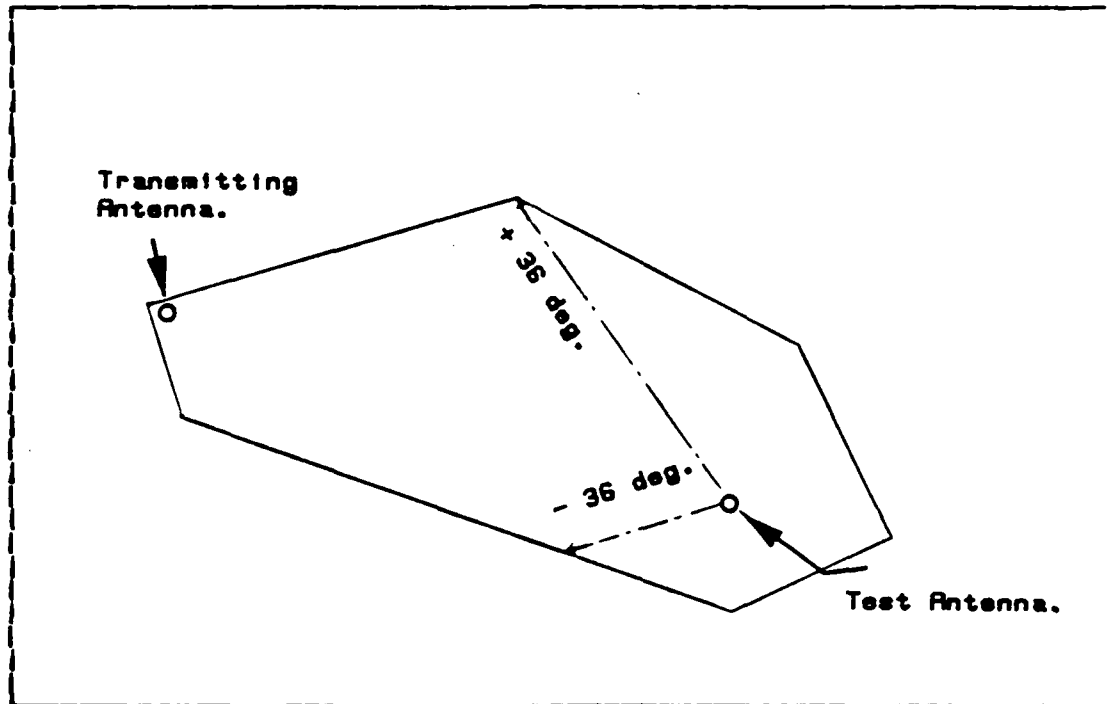 Transmitting
Antenna.
+ 36 deg.
- 36 deg.
Test Antenna.